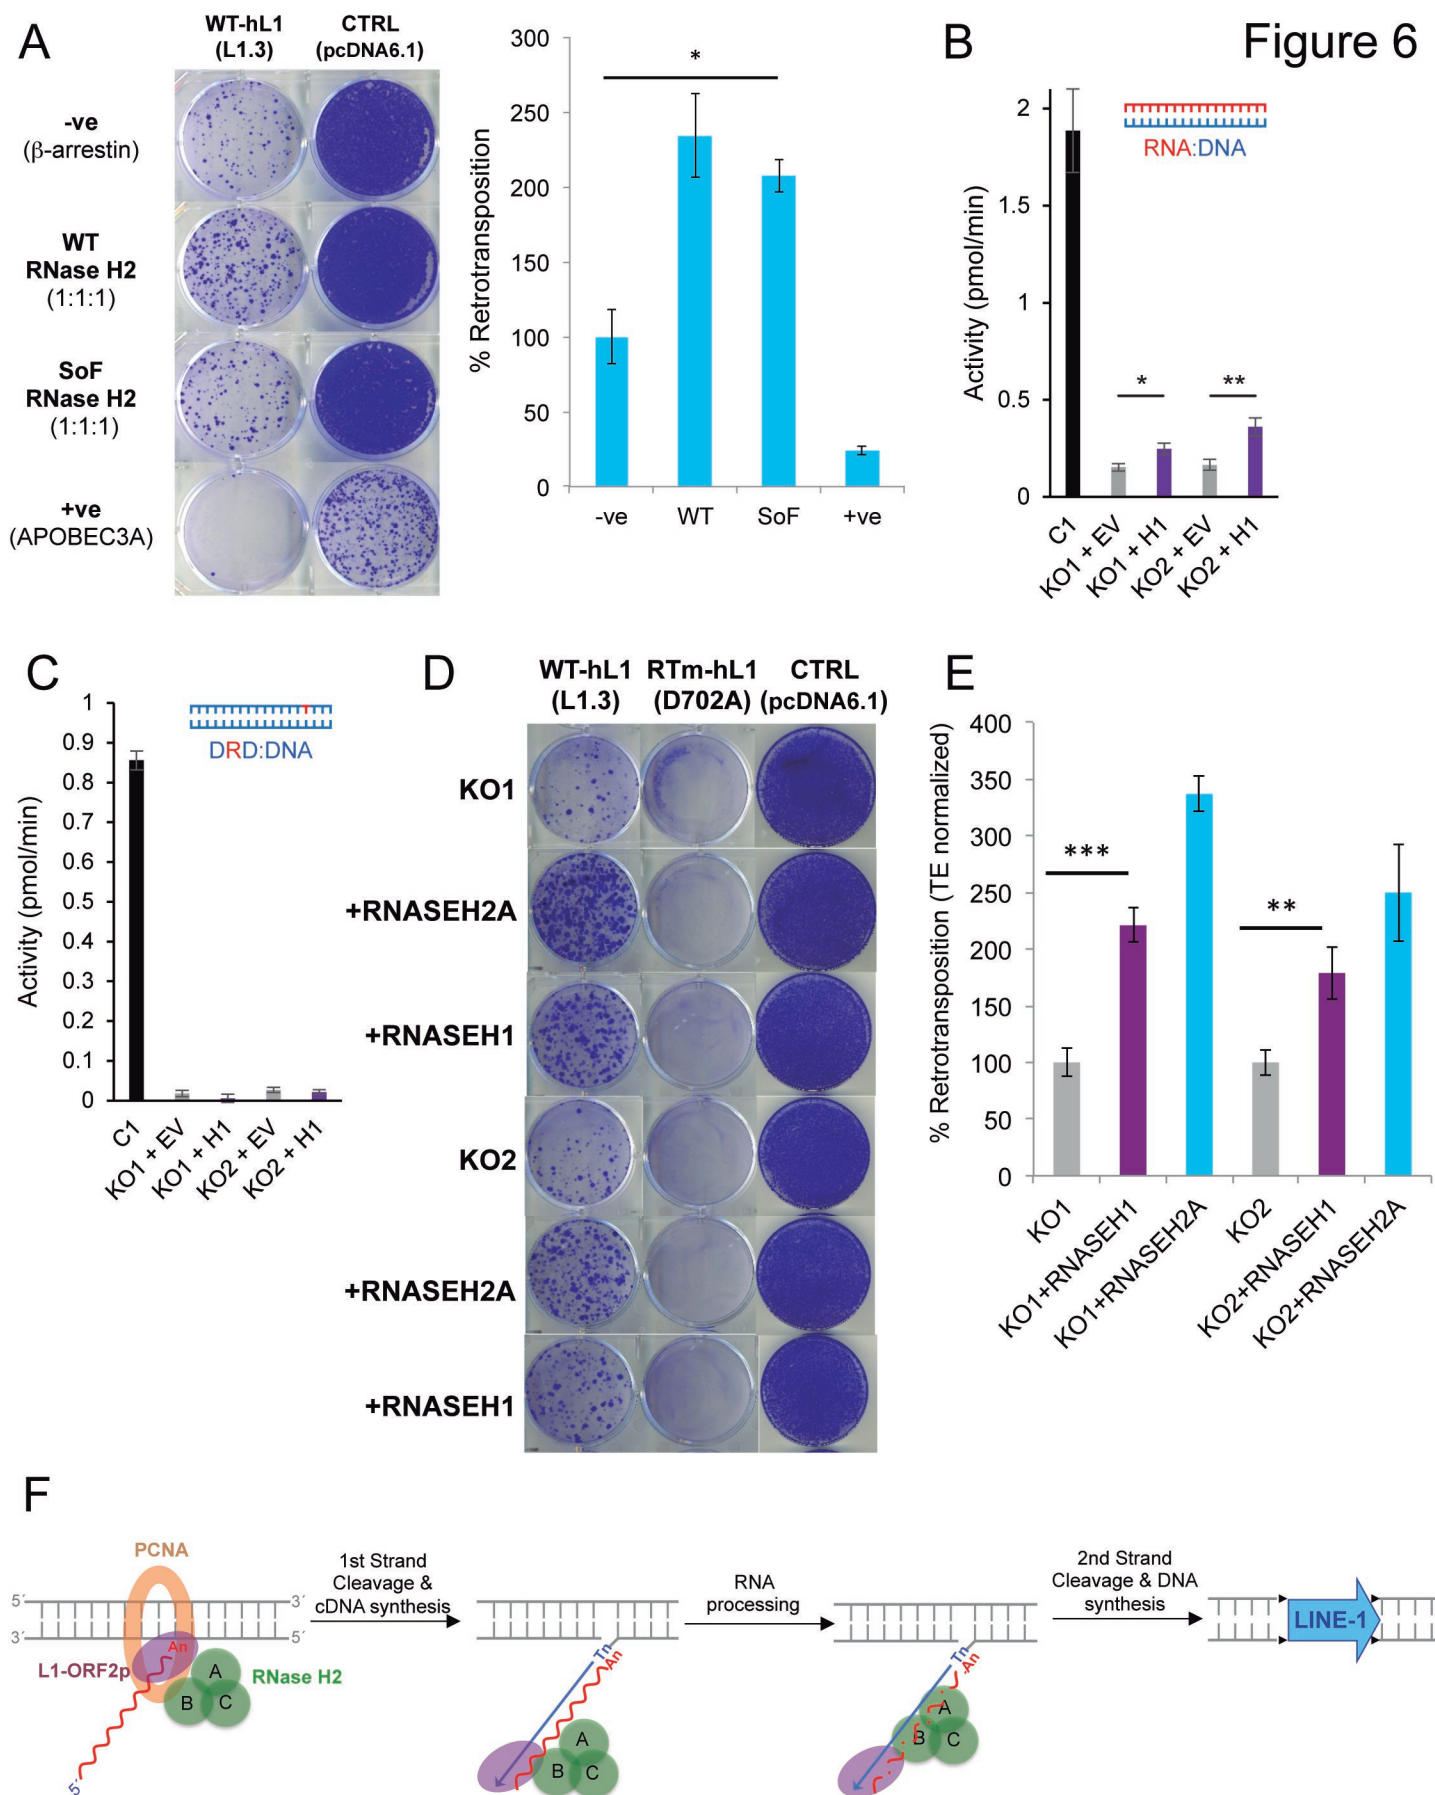 Figure 6
A
WT-hL1
(L1.3)
CTRL
(pcDNA6.1)
-ve
(β-arrestin)
WT
RNase H2
(1:1:1)
SoF
RNase H2
(1:1:1)
+ve
(APOBEC3A)
% Retrotransposition
300
250
200
150
100
50
0
*
-ve
WT
SoF
+ve
B
Activity (pmol/min)
2
1.5
1
0.5
0
RNA:DNA
*
**
C1
KO1 + EV
KO1 + H1
KO2 + EV
KO2 + H1
C
Activity (pmol/min)
1
0.9
0.8
0.7
0.6
0.5
0.4
0.3
0.2
0.1
0
DRD:DNA
C1
KO1 + EV
KO1 + H1
KO2 + EV
KO2 + H1
D
WT-hL1
(L1.3)
RTm-hL1
(D702A)
CTRL
(pcDNA6.1)
KO1
+RNASEH2A
+RNASEH1
KO2
+RNASEH2A
+RNASEH1
E
% Retrotransposition (TE normalized)
400
350
300
250
200
150
100
50
0
***
**
KO1
KO1+RNASEH1
KO1+RNASEH2A
KO2
KO2+RNASEH1
KO2+RNASEH2A
F
PCNA
5´
3´
3´
5´
An
L1-ORF2p
A
B
C
RNase H2
5´
1st Strand
Cleavage &
cDNA synthesis
Tn
An
A
B
C
RNA
processing
Tn
An
A
B
C
2nd Strand
Cleavage & DNA
synthesis
LINE-1